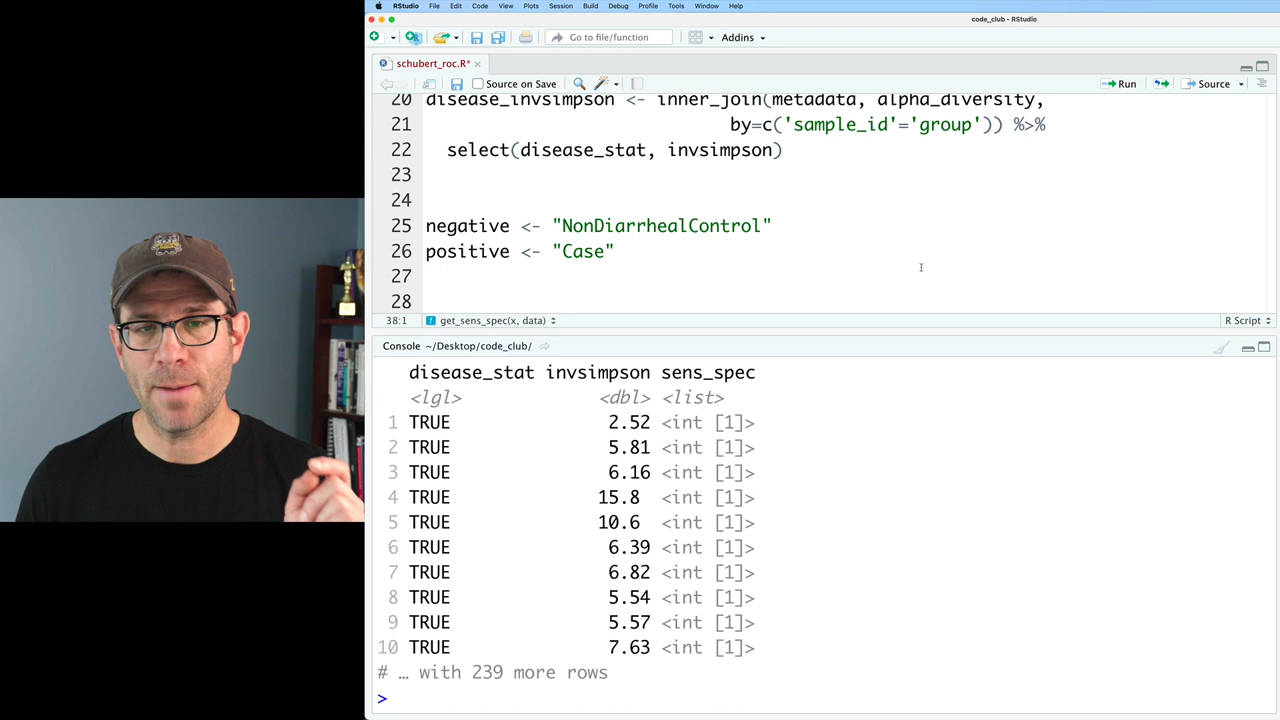 RStudio File Edit Code View Plots Session Build Debug Profile Tools Window Help
code_club - RStudio
Go to file/function Addins
schubert_roc.R*
Source on Save Run Source
20 disease_invsimpson <- inner_join(metadata, alpha_diversity,
21 by=c('sample_id'='group')) %>%
22 select(disease_stat, invsimpson)
23
24
25 negative <- "NonDiarrhealControl"
26 positive <- "Case"
27
28
38:1 get_sens_spec(x, data) R Script
Console ~/Desktop/code_club/
disease_stat invsimpson sens_spec
<lgl> <dbl> <list>
1 TRUE 2.52 <int [1]>
2 TRUE 5.81 <int [1]>
3 TRUE 6.16 <int [1]>
4 TRUE 15.8 <int [1]>
5 TRUE 10.6 <int [1]>
6 TRUE 6.39 <int [1]>
7 TRUE 6.82 <int [1]>
8 TRUE 5.54 <int [1]>
9 TRUE 5.57 <int [1]>
10 TRUE 7.63 <int [1]>
# … with 239 more rows
>